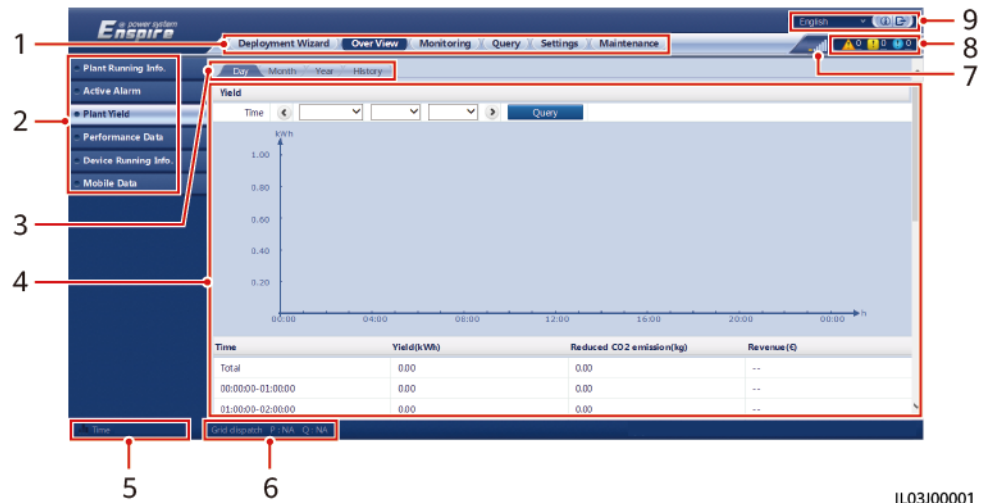 Enspire
e power system
English
9
1
Deployment Wizard Over View Monitoring Query Settings Maintenance
0 0 0
8
7
2
Plant Running Info.
Active Alarm
Plant Yield
Performance Data
Device Running Info.
Mobile Data
3
Day Month Year History
4
Yield
Time Query
kWh
1.00
0.80
0.60
0.40
0.20
00:00 04:00 08:00 12:00 16:00 20:00 00:00 h
Time Yield(kWh) Reduced CO2 emission(kg) Revenue(€)
Total 0.00 0.00 --
00:00:00-01:00:00 0.00 0.00 --
01:00:00-02:00:00 0.00 0.00 --
Time
Grid dispatch P : NA Q : NA
5
6
IL03J00001